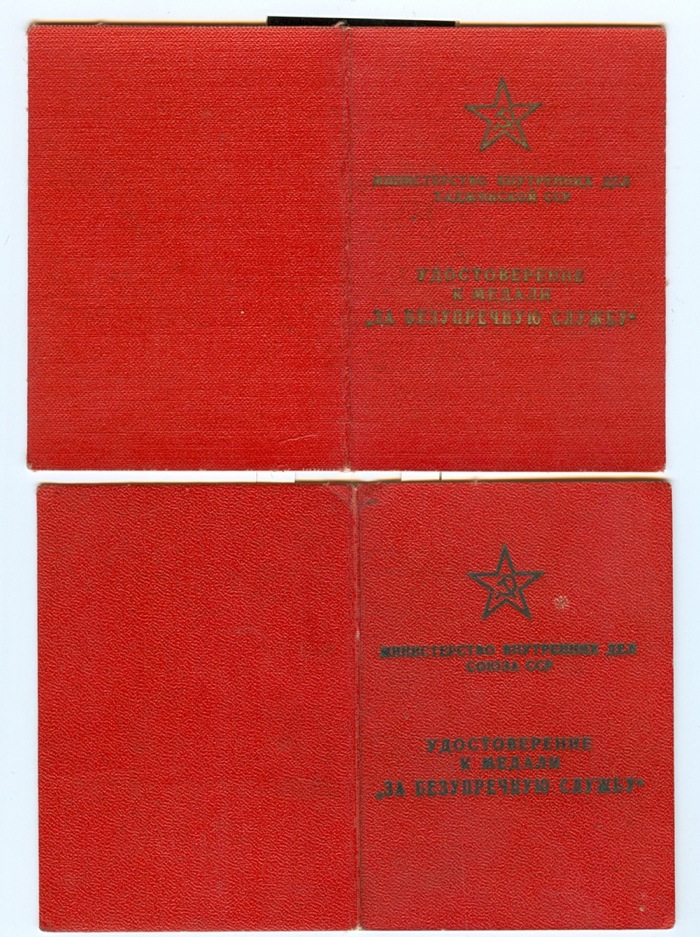 МИНИСТЕРСТВО ВНУТРЕННИХ ДЕЛ
ТАДЖИКСКОЙ ССР
УДОСТОВЕРЕНИЕ
К МЕДАЛИ
„ЗА БЕЗУПРЕЧНУЮ СЛУЖБУ“
МИНИСТЕРСТВО ВНУТРЕННИХ ДЕЛ
СОЮЗА ССР
УДОСТОВЕРЕНИЕ
К МЕДАЛИ
„ЗА БЕЗУПРЕЧНУЮ СЛУЖБУ“